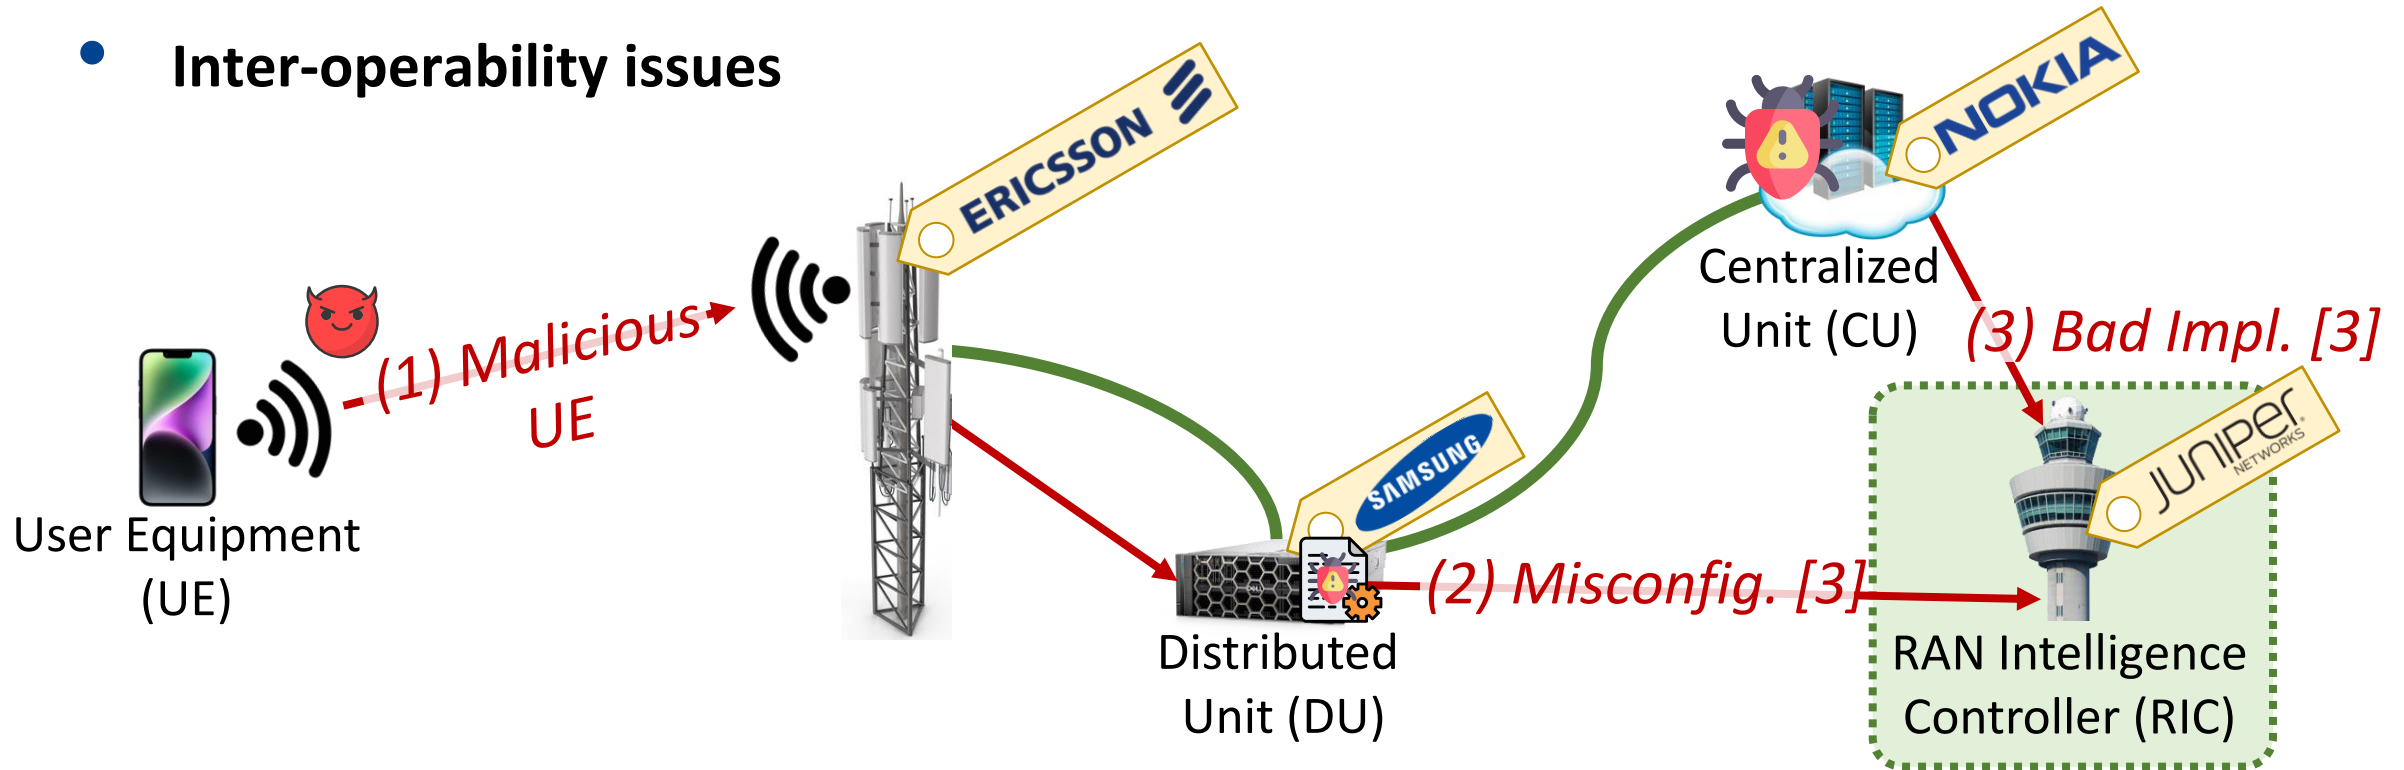 Inter-operability issues
ERICSSON
NOKIA
Centralized
Unit (CU)
(1) Malicious
UE
(3) Bad Impl. [3]
User Equipment
(UE)
SAMSUNG
JUNIPER
NETWORKS
(2) Misconfig. [3]
DELL
Distributed
Unit (DU)
RAN Intelligence
Controller (RIC)